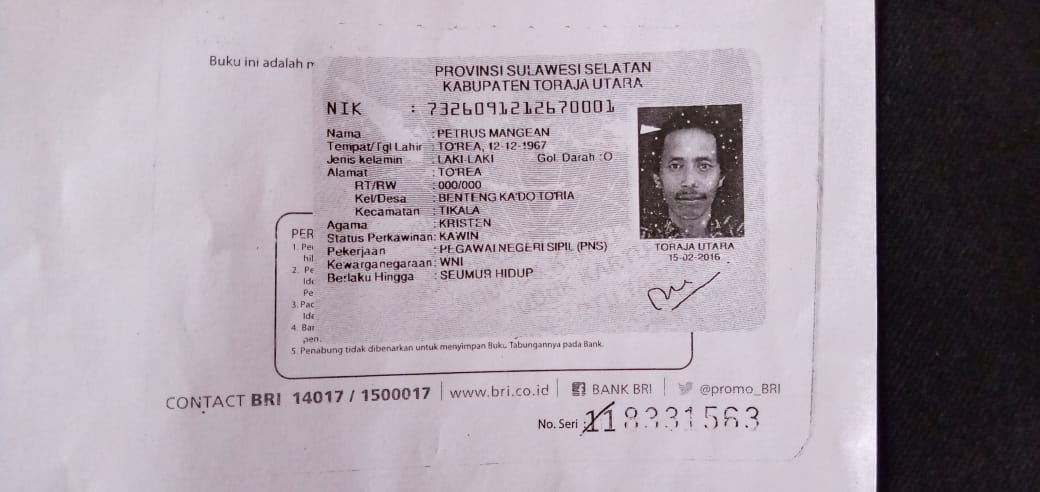 Buku ini adalah
PROVINSI SULAWESI SELATAN
KABUPATEN TORAJA UTARA
NIK : 7326091212670001
Nama : PETRUS MANGEAN
Tempat/Tgl Lahir : TO'REA, 12-12-1967
Jenis kelamin : LAKI-LAKI Gol. Darah : O
Alamat : TO'REA
RT/RW : 000/000
Kel/Desa : BENTENG KA'DO TO'RIA
Kecamatan : TIKALA
Agama : KRISTEN
Status Perkawinan : KAWIN
Pekerjaan : PEGAWAI NEGERI SIPIL (PNS)
Kewarganegaraan : WNI
Berlaku Hingga : SEUMUR HIDUP
TORAJA UTARA
15-02-2016
PER
1. Pe
hil
2. Pe
Ide
Pe
3. Pac
Ide
4. Bar
pen
5. Penabung tidak dibenarkan untuk menyimpan Buku Tabungannya pada Bank.
CONTACT BRI 14017 / 1500017 | www.bri.co.id | BANK BRI | @promo_BRI
No. Seri : 118331563